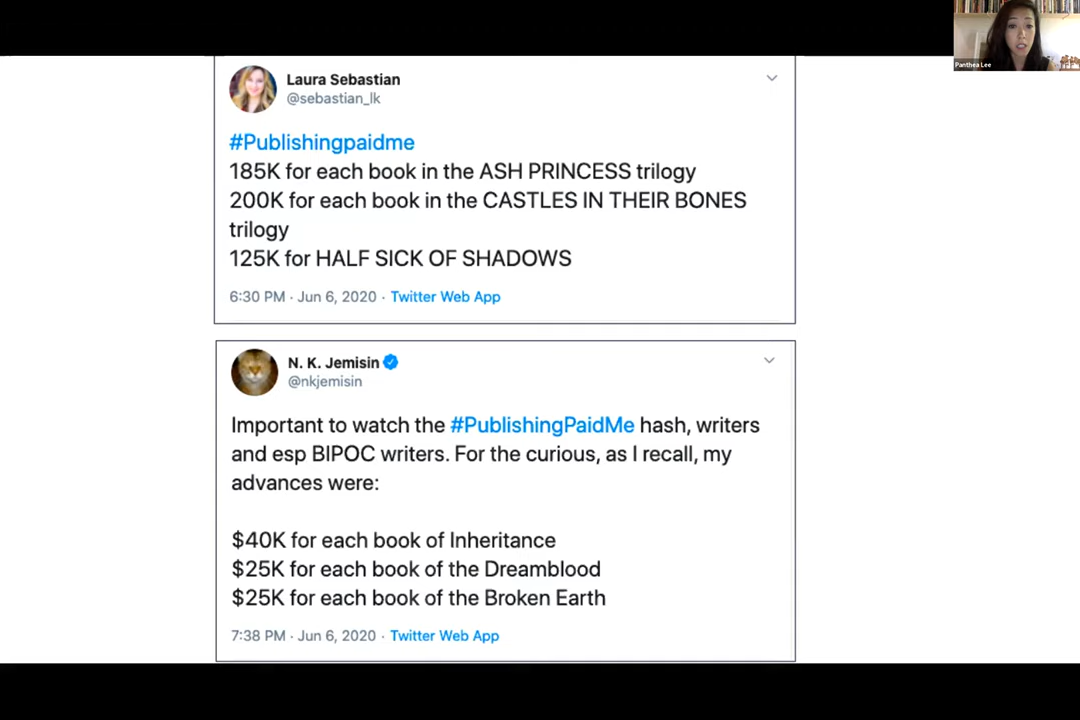 Panthea Lee
Laura Sebastian
@sebastian_lk
#Publishingpaidme
185K for each book in the ASH PRINCESS trilogy
200K for each book in the CASTLES IN THEIR BONES
trilogy
125K for HALF SICK OF SHADOWS
6:30 PM · Jun 6, 2020 · Twitter Web App
N. K. Jemisin
@nkjemisin
Important to watch the #PublishingPaidMe hash, writers
and esp BIPOC writers. For the curious, as I recall, my
advances were:
$40K for each book of Inheritance
$25K for each book of the Dreamblood
$25K for each book of the Broken Earth
7:38 PM · Jun 6, 2020 · Twitter Web App